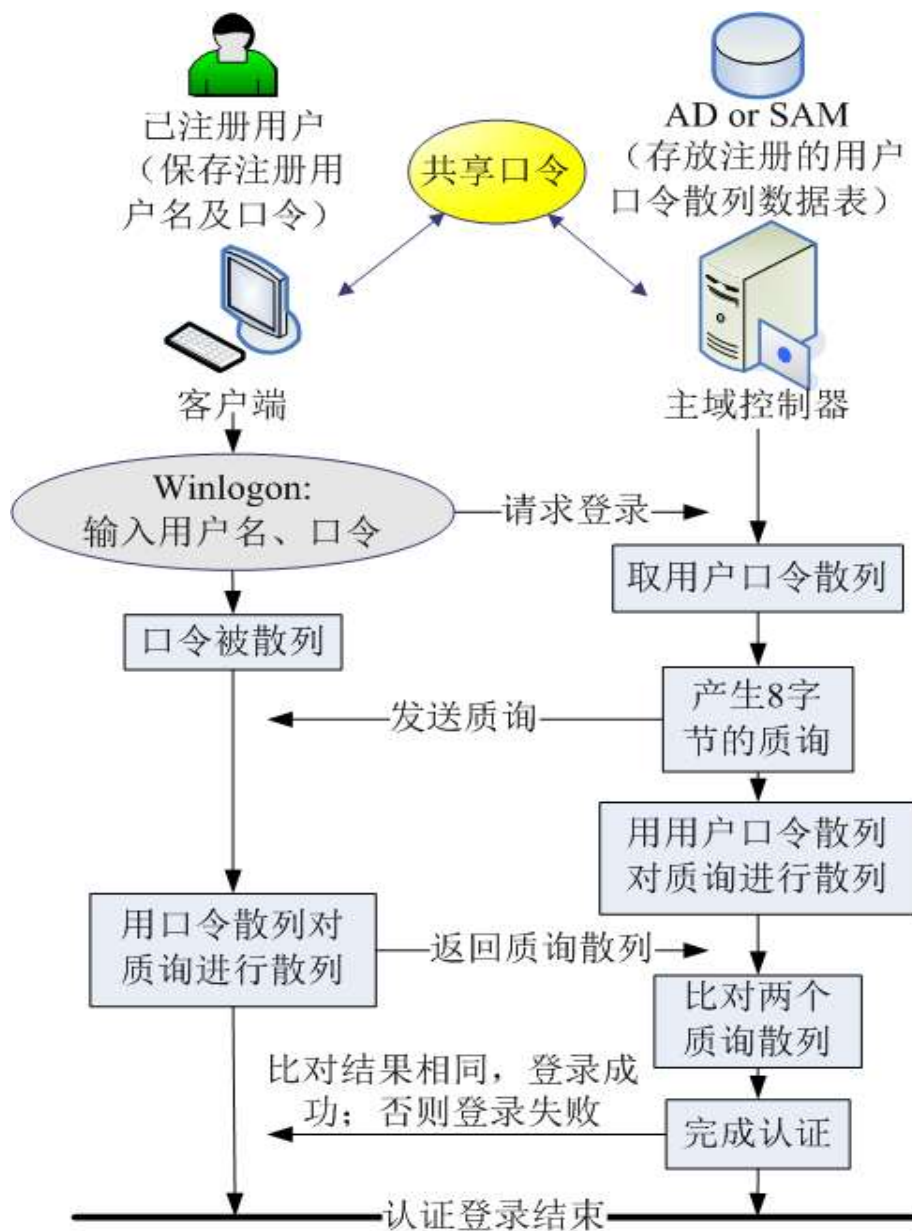 已注册用户
（保存注册用
户名及口令）
共享口令
AD or SAM
（存放注册的用户
口令散列数据表）
客户端
主域控制器
Winlogon:
输入用户名、口令
请求登录
取用户口令散列
口令被散列
产生8字
节的质询
发送质询
用用户口令散列
对质询进行散列
用口令散列对
质询进行散列
返回质询散列
比对两个
质询散列
比对结果相同，登录成
功；否则登录失败
完成认证
认证登录结束